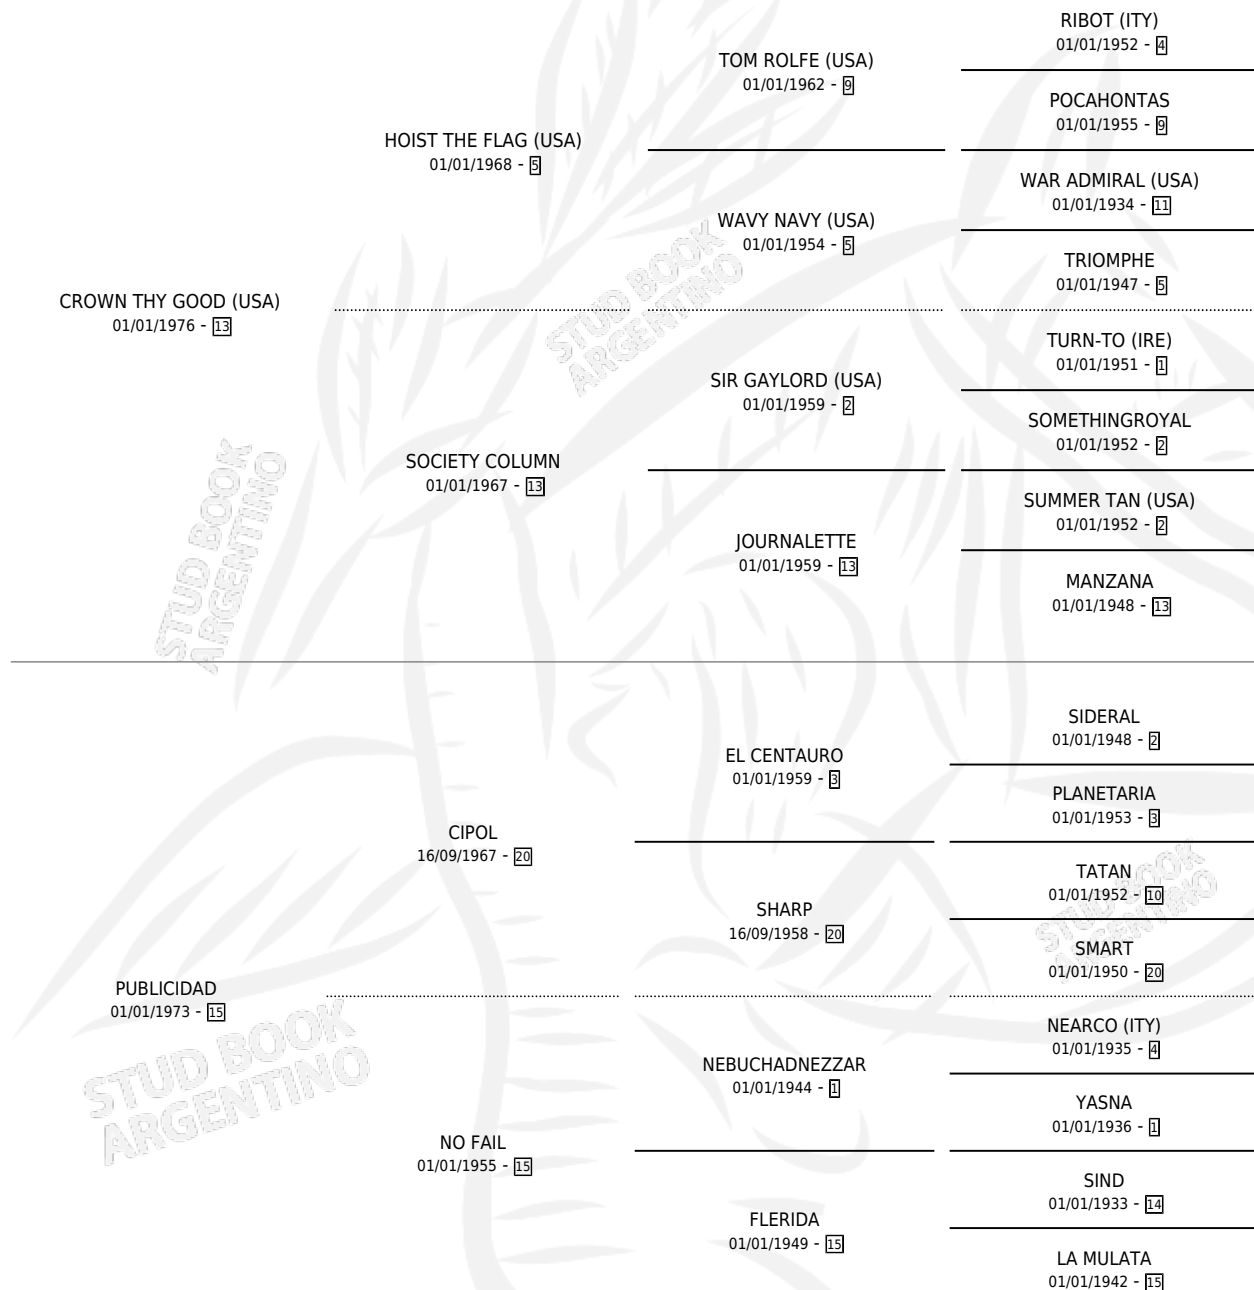 RIBOT (ITY)
01/01/1952 - 4
TOM ROLFE (USA)
01/01/1962 - 9
POCAHONTAS
01/01/1955 - 9
HOIST THE FLAG (USA)
01/01/1968 - 5
WAR ADMIRAL (USA)
01/01/1934 - 11
WAVY NAVY (USA)
01/01/1954 - 5
TRIOMPHE
01/01/1947 - 5
CROWN THY GOOD (USA)
01/01/1976 - 13
TURN-TO (IRE)
01/01/1951 - 1
SIR GAYLORD (USA)
01/01/1959 - 2
SOMETHINGROYAL
01/01/1952 - 2
SOCIETY COLUMN
01/01/1967 - 13
SUMMER TAN (USA)
01/01/1952 - 2
JOURNALETTE
01/01/1959 - 13
MANZANA
01/01/1948 - 13
STUD BOOK
ARGENTINO
STUD BOOK
ARGENTINO
SIDERAL
01/01/1948 - 2
EL CENTAURO
01/01/1959 - 3
PLANETARIA
01/01/1953 - 3
CIPOL
16/09/1967 - 20
TATAN
01/01/1952 - 10
SHARP
16/09/1958 - 20
SMART
01/01/1950 - 20
STUD BOOK
ARGENTINO
PUBLICIDAD
01/01/1973 - 15
NEARCO (ITY)
01/01/1935 - 4
NEBUCHADNEZZAR
01/01/1944 - 1
YASNA
01/01/1936 - 1
STUD BOOK
ARGENTINO
NO FAIL
01/01/1955 - 15
SIND
01/01/1933 - 14
FLERIDA
01/01/1949 - 15
LA MULATA
01/01/1942 - 15